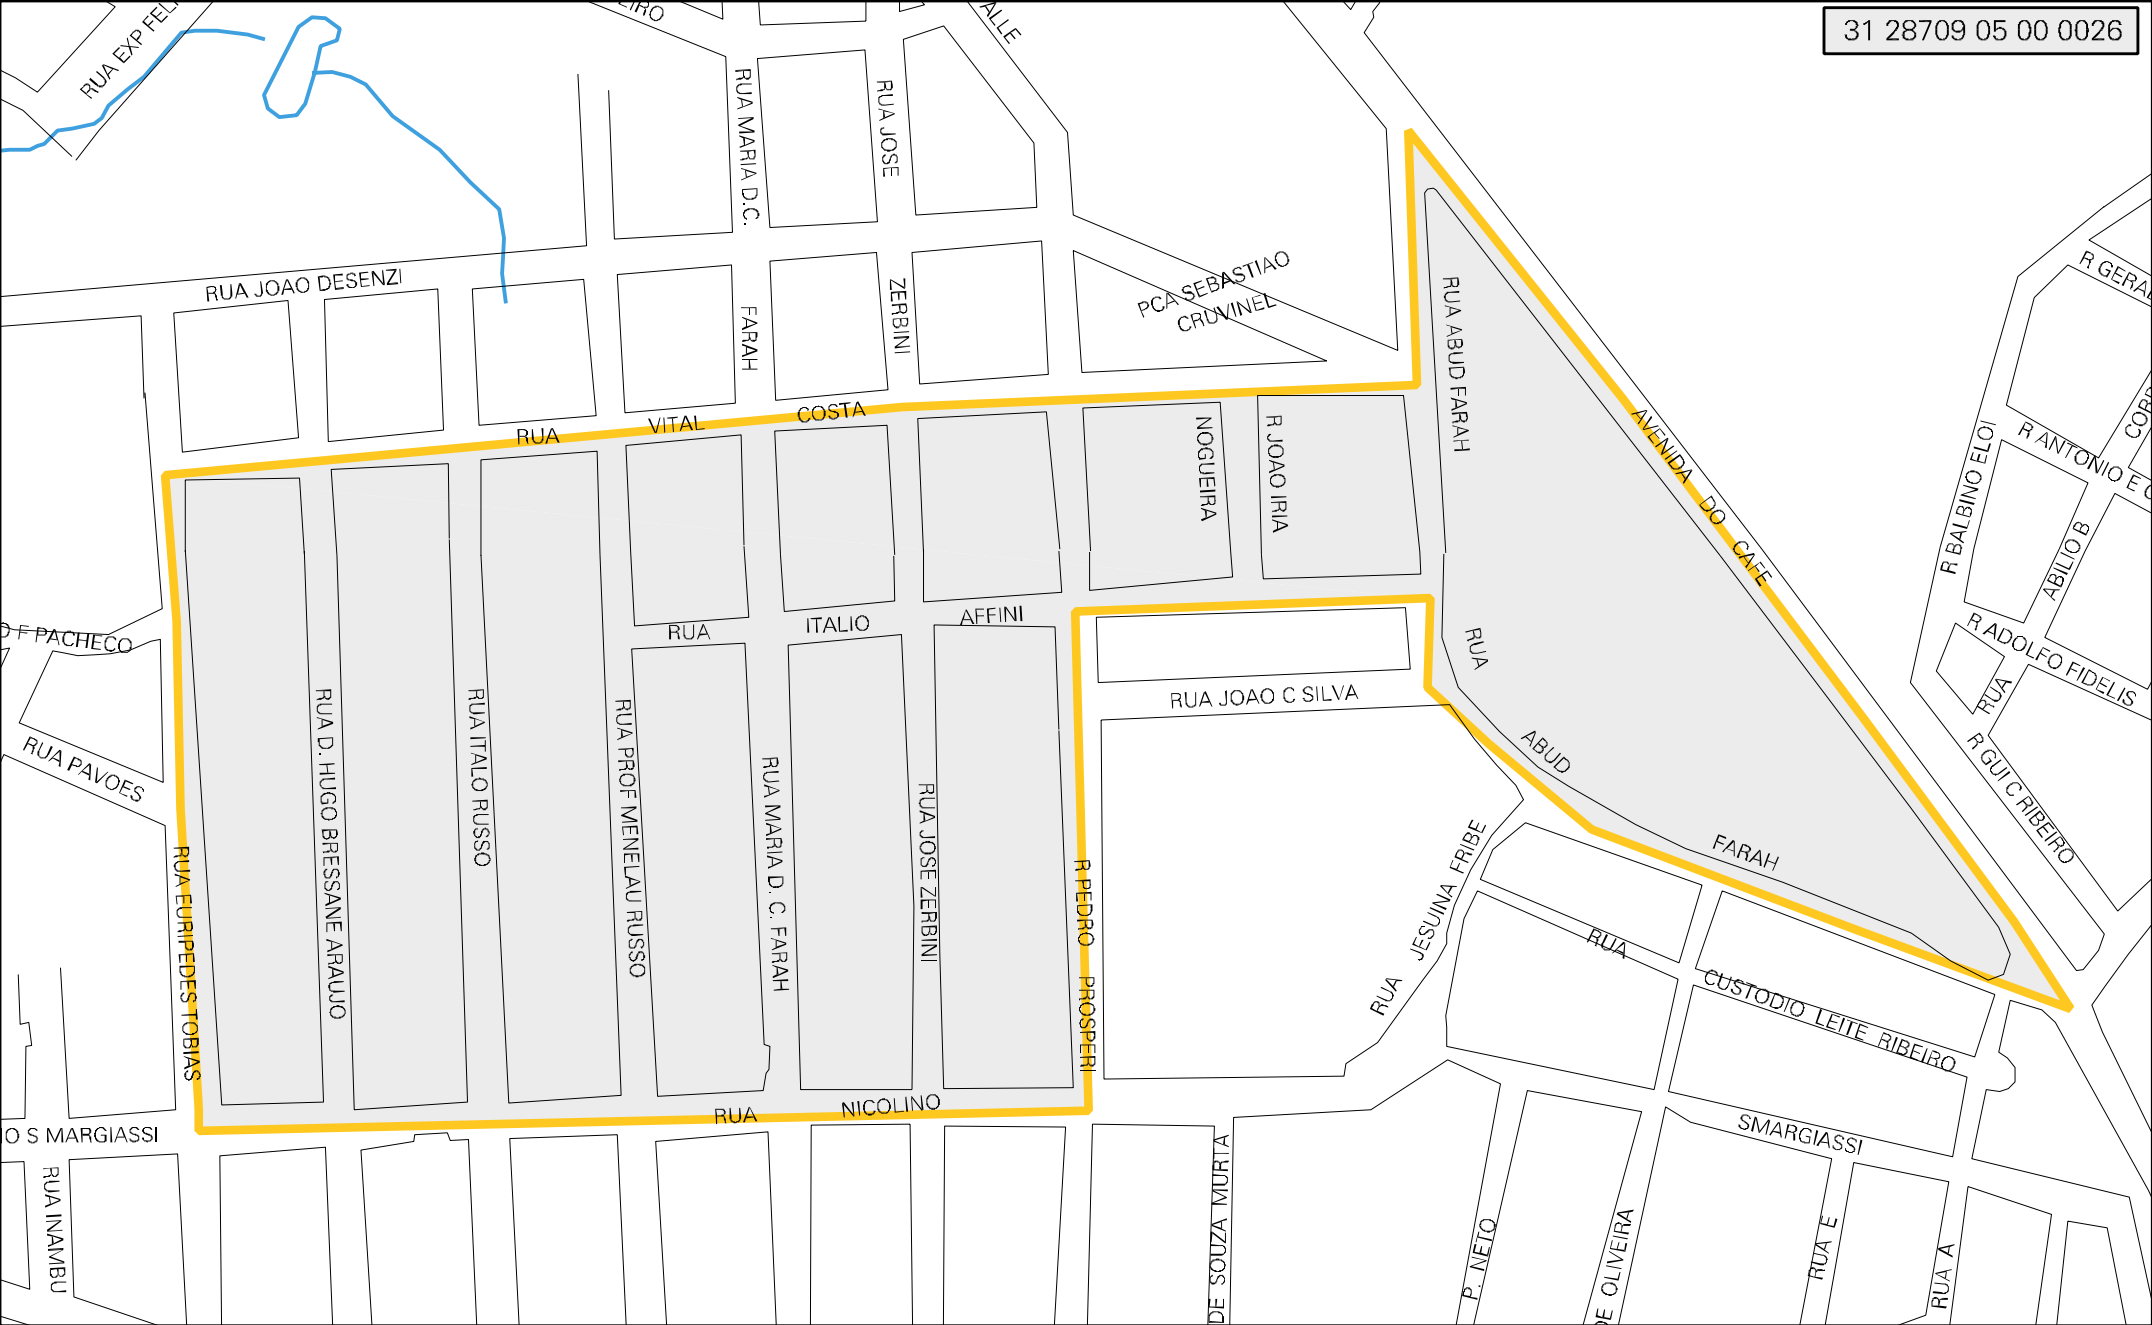 31 28709 05 00 0026
RUA EXP FEL
EIRO
ALLE
RUA MARIA D.C.
FARAH
RUA JOSE
ZERBINI
RUA JOAO DESENZI
PCA SEBASTIAO
CRUVINEL
RUA ABUD FARAH
R GERAL
COR
R ANTONIO E C
R BALBINO ELOI
ABILIO B
RUA
R ADOLFO FIDELIS
R GUI C RIBEIRO
AVENIDA DO CAFE
RUA VITAL COSTA
NOGUEIRA
R JOAO IRIA
RUA ITALIO AFFINI
O F PACHECO
RUA PAVOES
RUA JOAO C SILVA
RUA ABUD FARAH
RUA EURIPEDES TOBIAS
RUA D. HUGO BRESSANE ARAUJO
RUA ITALO RUSSO
RUA PROF MENELAU RUSSO
RUA MARIA D. C. FARAH
RUA JOSE ZERBINI
R PEDRO PROSPERI
RUA JESUINA FRIBE
RUA CUSTODIO LEITE RIBEIRO
RUA NICOLINO
SMARGIASSI
IO S MARGIASSI
RUA INAMBU
DE SOUZA MURTA
P. NETO
DE OLIVEIRA
RUA E
RUA A